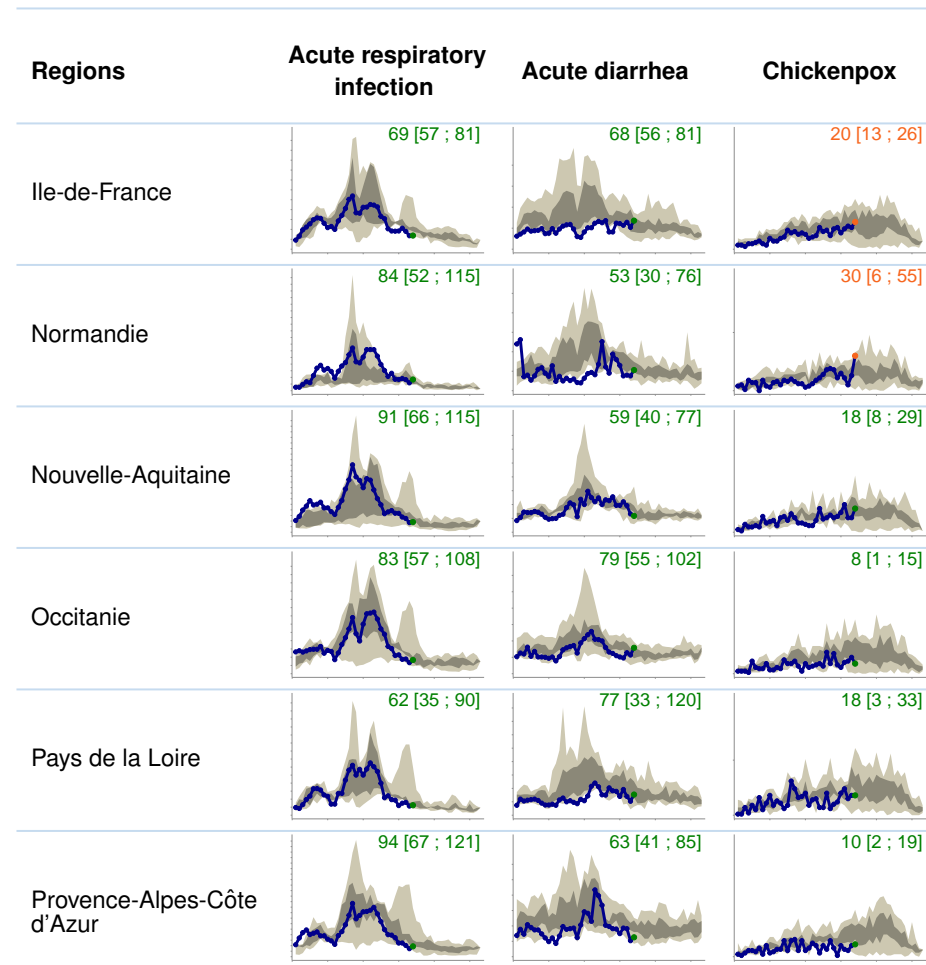 Regions
Acute respiratory
infection
Acute diarrhea
Chickenpox
Ile-de-France
69 [57 ; 81]
68 [56 ; 81]
20 [13 ; 26]
Normandie
84 [52 ; 115]
53 [30 ; 76]
30 [6 ; 55]
Nouvelle-Aquitaine
91 [66 ; 115]
59 [40 ; 77]
18 [8 ; 29]
Occitanie
83 [57 ; 108]
79 [55 ; 102]
8 [1 ; 15]
Pays de la Loire
62 [35 ; 90]
77 [33 ; 120]
18 [3 ; 33]
Provence-Alpes-Côte
d'Azur
94 [67 ; 121]
63 [41 ; 85]
10 [2 ; 19]